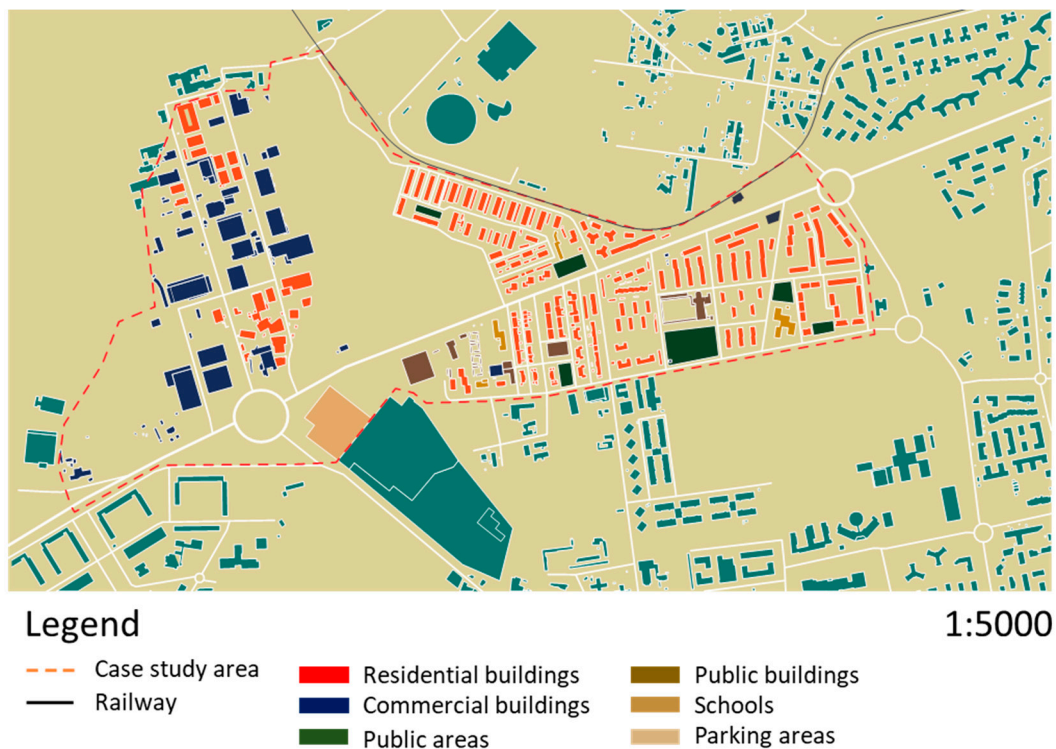 Legend
1:5000
Case study area
Railway
Residential buildings
Commercial buildings
Public areas
Public buildings
Schools
Parking areas